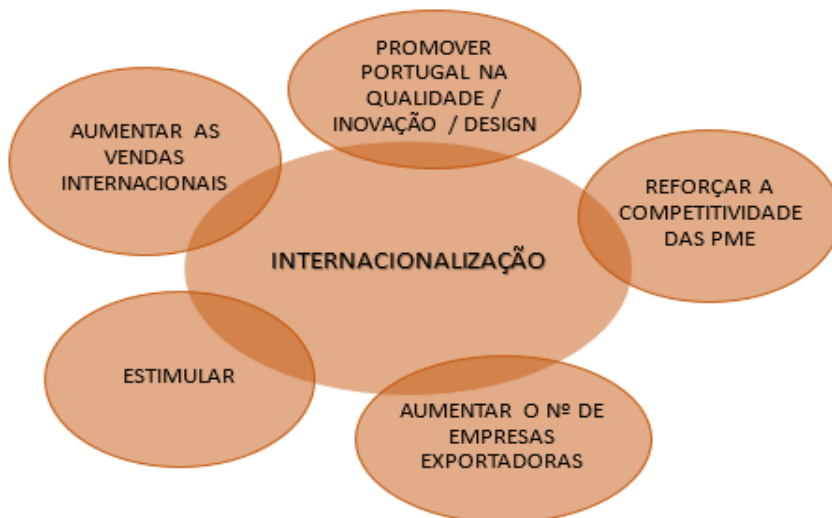 PROMOVER
PORTUGAL NA
QUALIDADE /
INOVAÇÃO / DESIGN
AUMENTAR AS
VENDAS
INTERNACIONAIS
REFORÇAR A
COMPETITIVIDADE
DAS PME
INTERNACIONALIZAÇÃO
ESTIMULAR
AUMENTAR O Nº DE
EMPRESAS
EXPORTADORAS